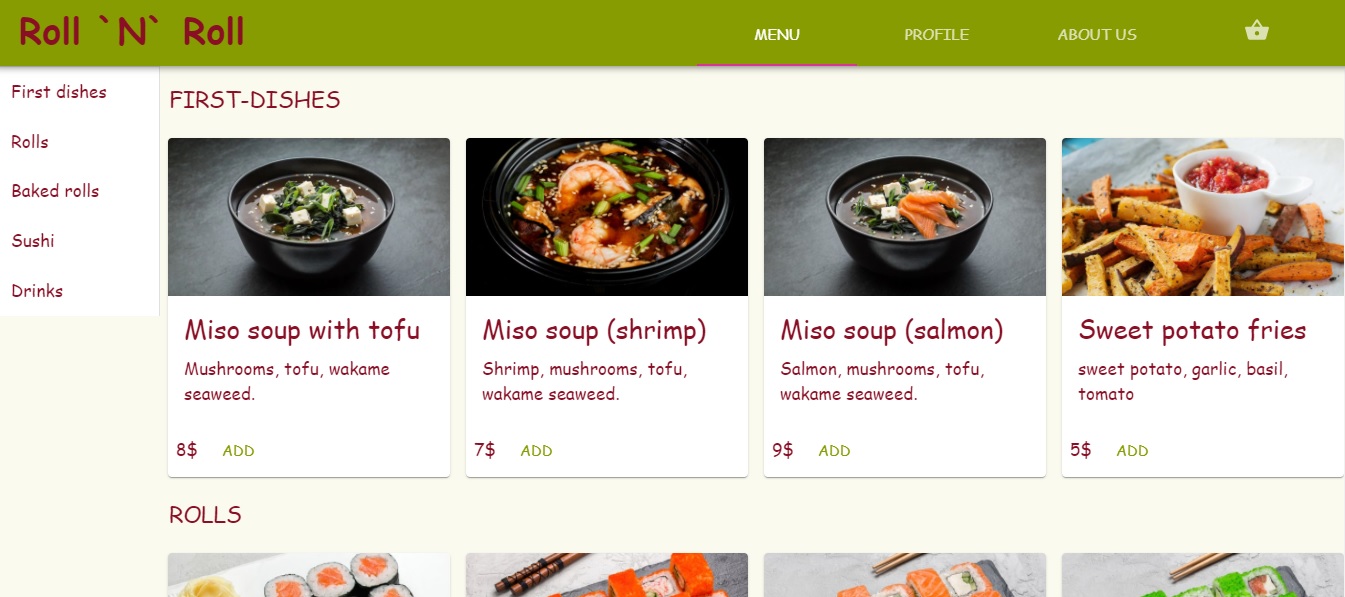 Roll `N` Roll
MENU
PROFILE
ABOUT US
First dishes
Rolls
Baked rolls
Sushi
Drinks
FIRST-DISHES
Miso soup with tofu
Mushrooms, tofu, wakame
seaweed.
8$ ADD
Miso soup (shrimp)
Shrimp, mushrooms, tofu,
wakame seaweed.
7$ ADD
Miso soup (salmon)
Salmon, mushrooms, tofu,
wakame seaweed.
9$ ADD
Sweet potato fries
sweet potato, garlic, basil,
tomato
5$ ADD
ROLLS